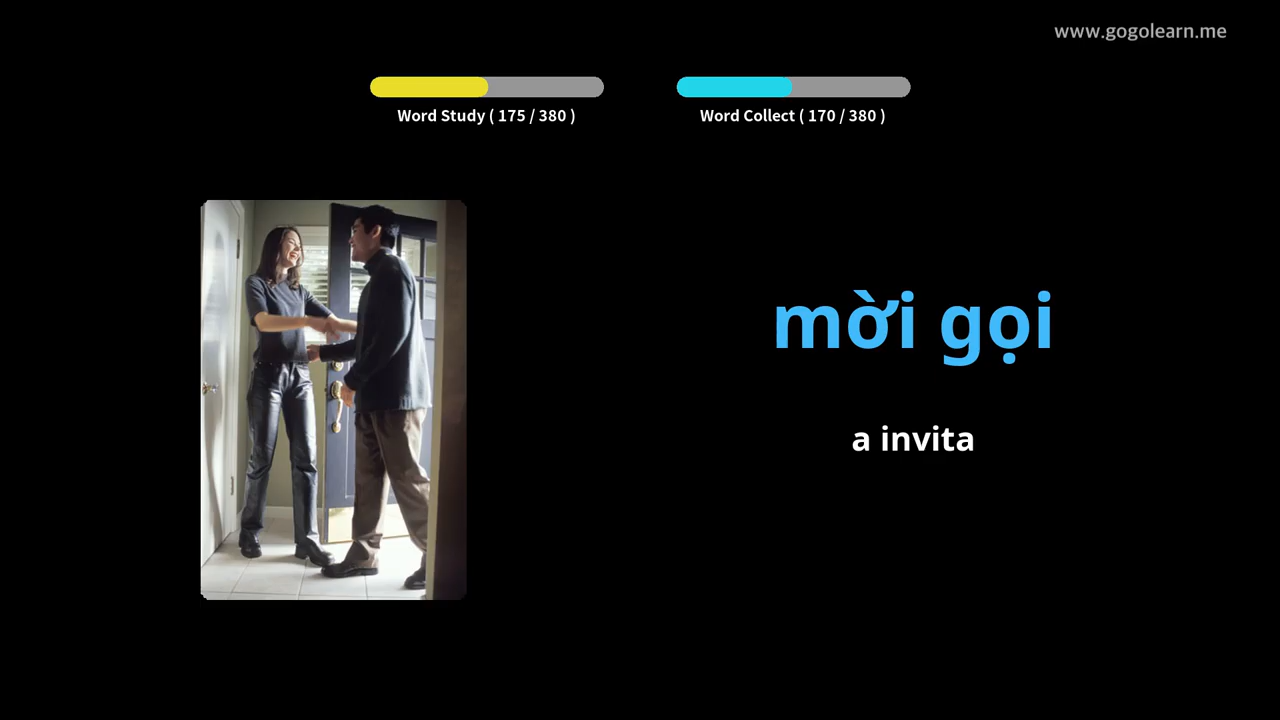 www.gogolearn.me
Word Study ( 175 / 380 )
Word Collect ( 170 / 380 )
mời gọi
a invita